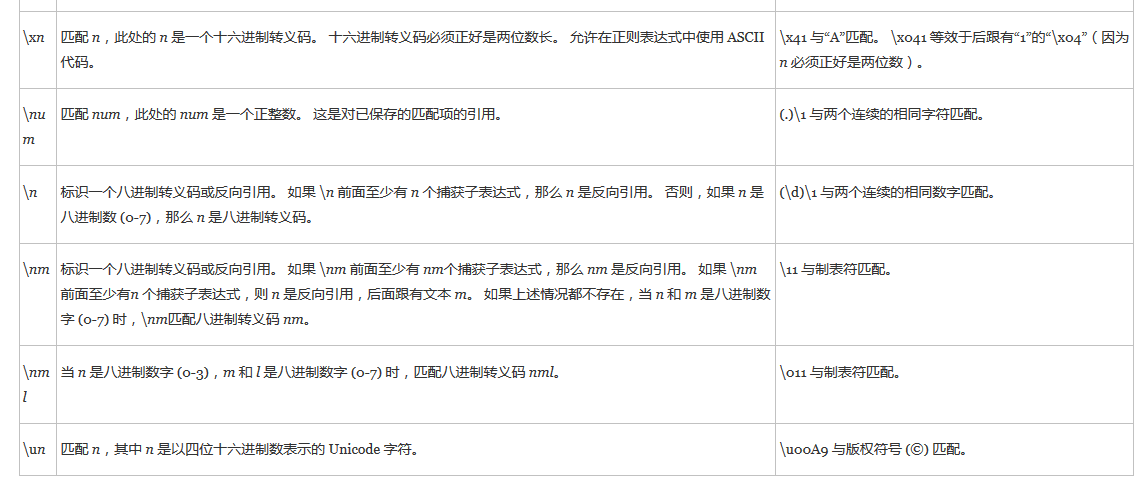 \xn
匹配 n，此处的 n 是一个十六进制转义码。 十六进制转义码必须正好是两位数长。 允许在正则表达式中使用 ASCII
代码。
\x41 与“A”匹配。 \x041 等效于后跟有“1”的“\x04”（因为
n 必须正好是两位数）。
\nu
m
匹配 num，此处的 num 是一个正整数。 这是对已保存的匹配项的引用。
(.)\1 与两个连续的相同字符匹配。
\n
标识一个八进制转义码或反向引用。 如果 \n 前面至少有 n 个捕获子表达式，那么 n 是反向引用。 否则，如果 n 是
八进制数 (0-7)，那么 n 是八进制转义码。
(\d)\1 与两个连续的相同数字匹配。
\nm
标识一个八进制转义码或反向引用。 如果 \nm 前面至少有 nm个捕获子表达式，那么 nm 是反向引用。 如果 \nm
前面至少有n 个捕获子表达式，则 n 是反向引用，后面跟有文本 m。 如果上述情况都不存在，当 n 和 m 是八进制数
字 (0-7) 时，\nm匹配八进制转义码 nm。
\11 与制表符匹配。
\nm
l
当 n 是八进制数字 (0-3)，m 和 l 是八进制数字 (0-7) 时，匹配八进制转义码 nml。
\011 与制表符匹配。
\un
匹配 n，其中 n 是以四位十六进制数表示的 Unicode 字符。
\u00A9 与版权符号 (©) 匹配。